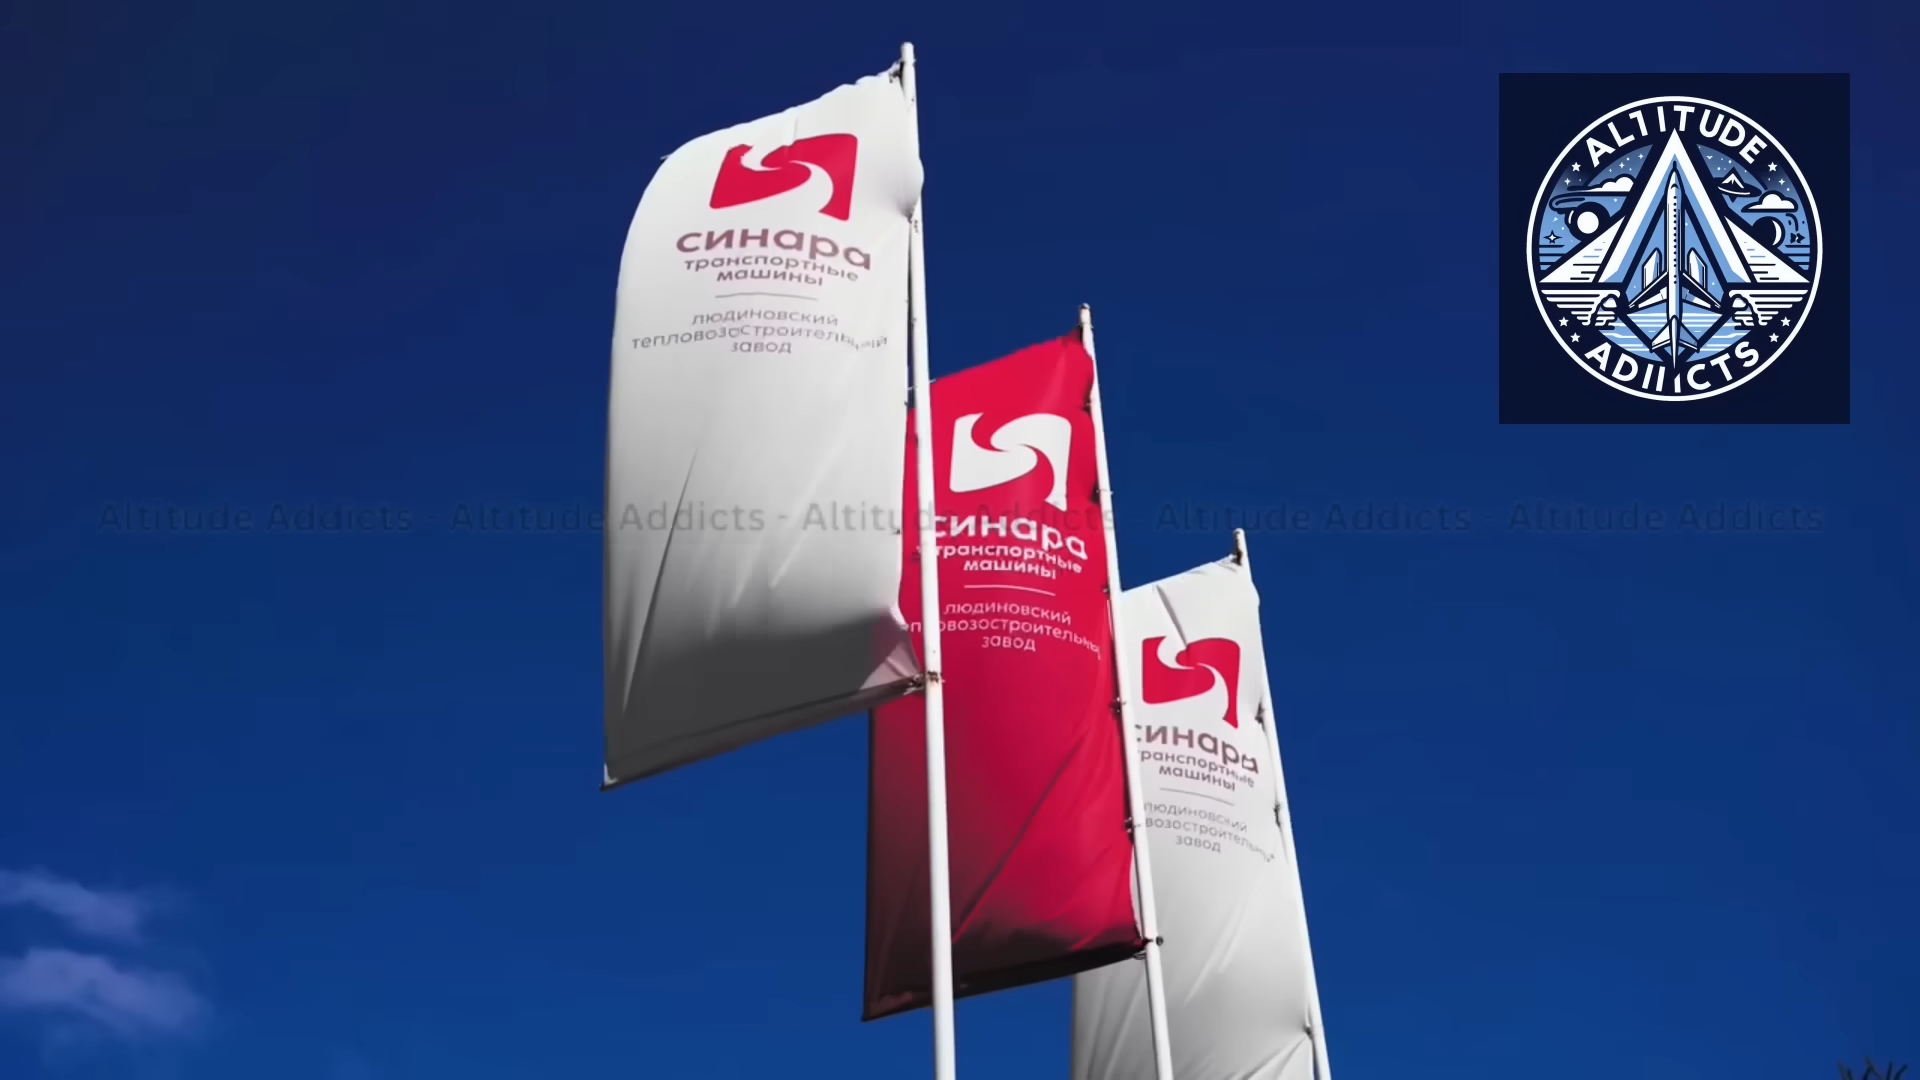 ALTITUDE
ADDICTS
синара
транспортные
машины
людиновский
тепловозостроительный
завод
Altitude Addicts - Altitude Addicts - Altitude Addicts - Altitude Addicts - Altitude Addicts
синара
транспортные
машины
людиновский
завод
синара
транспортные
машины
людиновский
завод